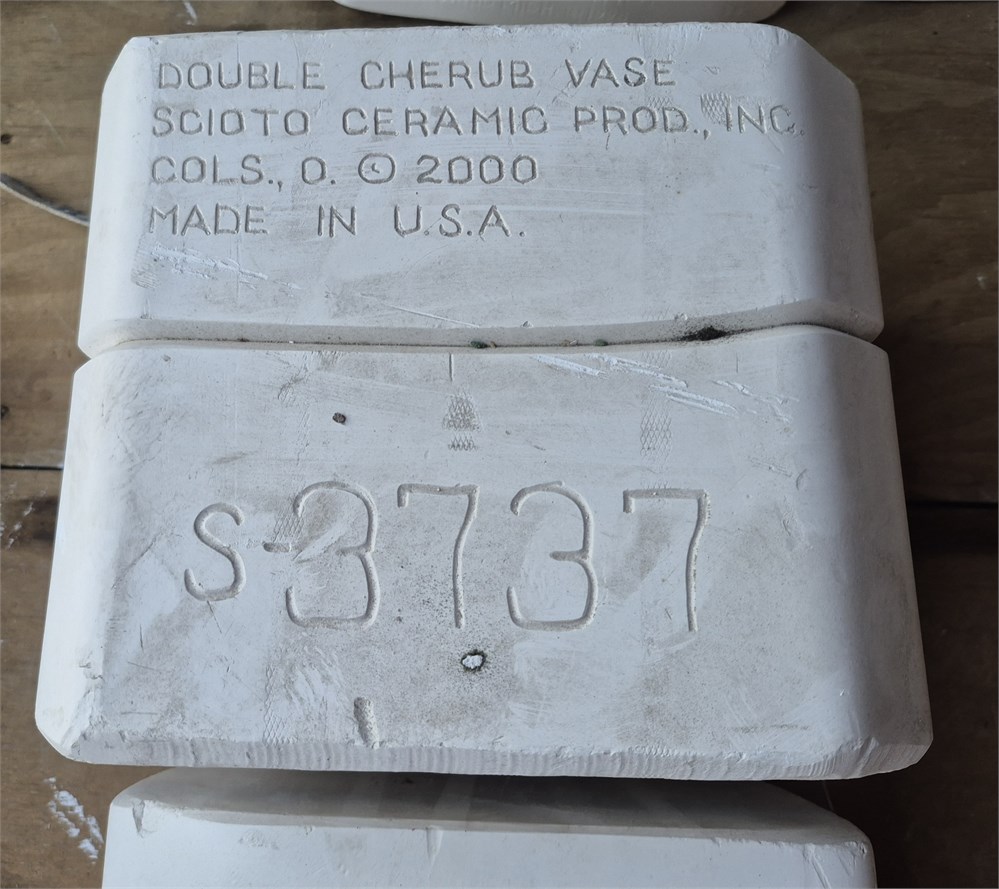 DOUBLE CHERUB VASE
SCIOTO CERAMIC PROD., INC.
COLS., O. © 2000
MADE IN U.S.A.
S-3737